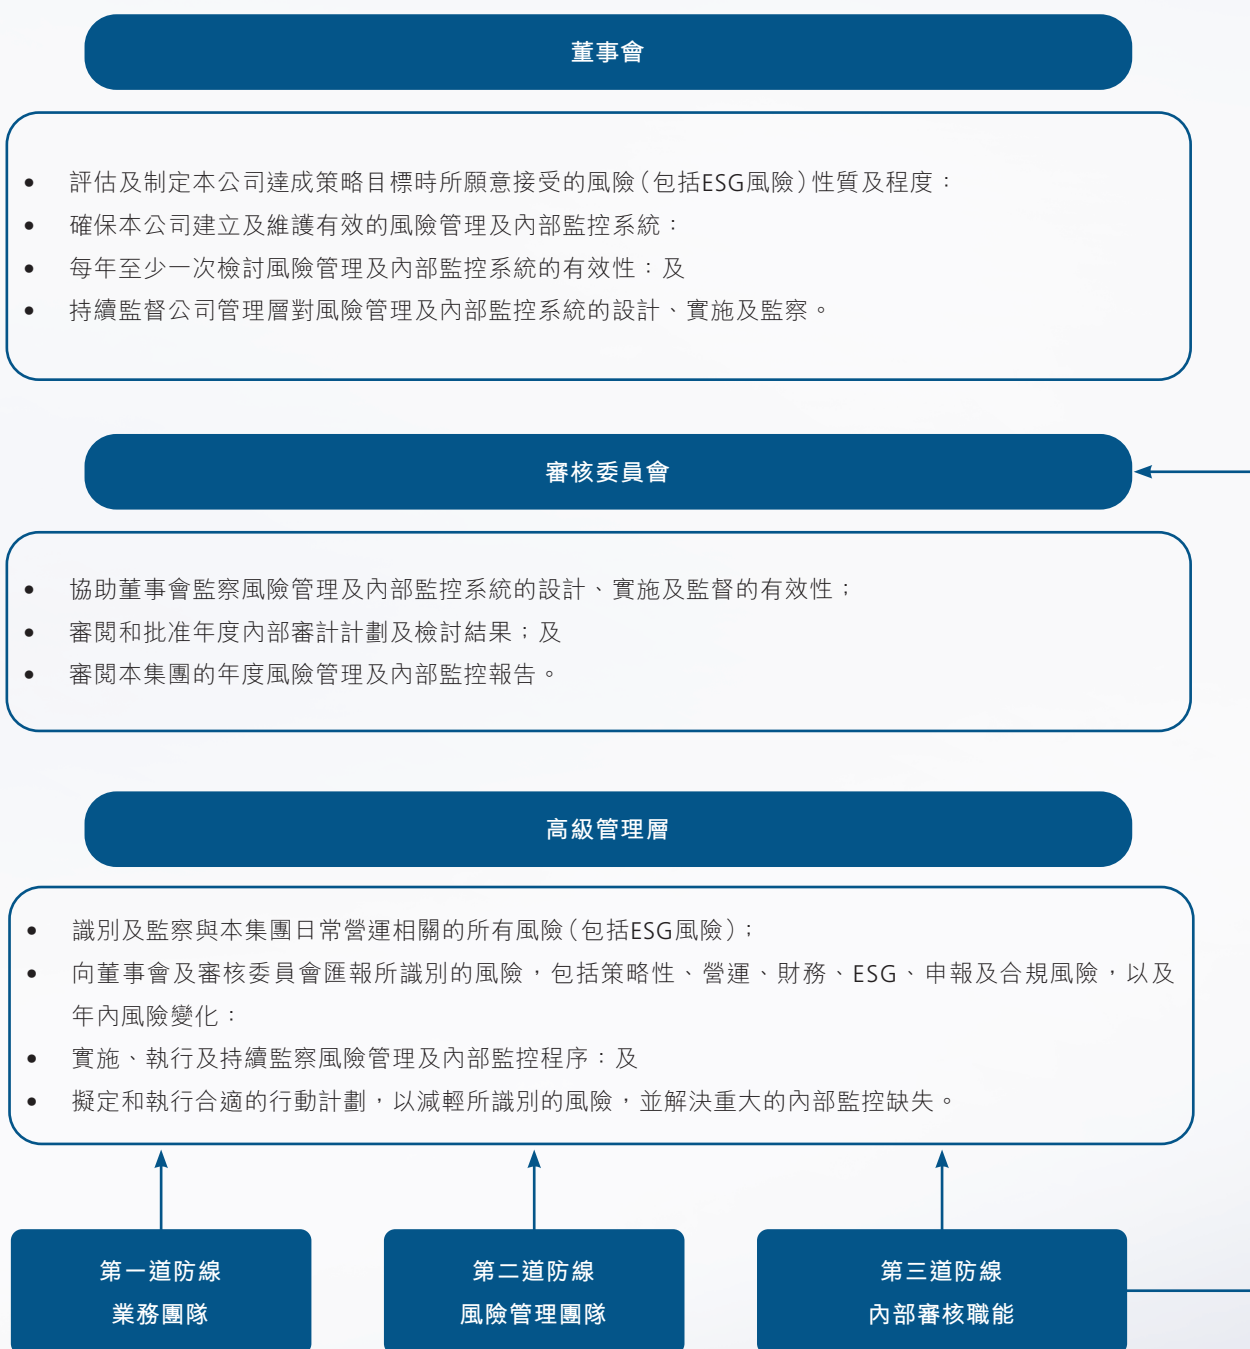 董事會
• 評估及制定本公司達成策略目標時所願意接受的風險（包括ESG風險）性質及程度：
• 確保本公司建立及維護有效的風險管理及內部監控系統：
• 每年至少一次檢討風險管理及內部監控系統的有效性：及
• 持續監督公司管理層對風險管理及內部監控系統的設計、實施及監察。
審核委員會
• 協助董事會監察風險管理及內部監控系統的設計、實施及監督的有效性；
• 審閱和批准年度內部審計計劃及檢討結果；及
• 審閱本集團的年度風險管理及內部監控報告。
高級管理層
• 識別及監察與本集團日常營運相關的所有風險（包括ESG風險）；
• 向董事會及審核委員會匯報所識別的風險，包括策略性、營運、財務、ESG、申報及合規風險，以及
年內風險變化：
• 實施、執行及持續監察風險管理及內部監控程序：及
• 擬定和執行合適的行動計劃，以減輕所識別的風險，並解決重大的內部監控缺失。
第一道防線
業務團隊
第二道防線
風險管理團隊
第三道防線
內部審核職能